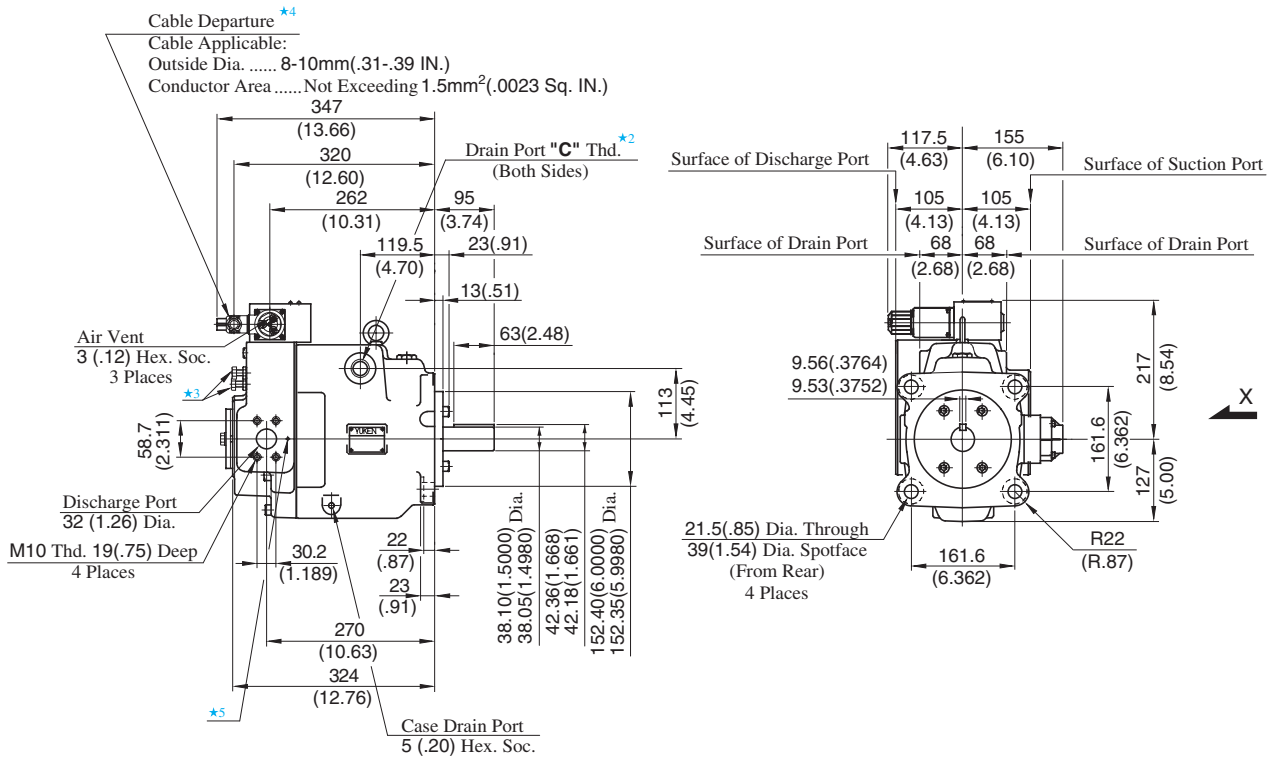 Cable Departure ★4
Cable Applicable:
Outside Dia. ...... 8-10mm(.31-.39 IN.)
Conductor Area ......Not Exceeding 1.5mm²(.0023 Sq. IN.)
347
(13.66)
320
(12.60)
262
(10.31)
Drain Port "C" Thd.★2
(Both Sides)
95
(3.74)
119.5
(4.70)
23(.91)
13(.51)
63(2.48)
Air Vent
3 (.12) Hex. Soc.
3 Places
★3
58.7
(2.311)
YUKEN
113
(4.45)
Discharge Port
32 (1.26) Dia.
M10 Thd. 19(.75) Deep
4 Places
30.2
(1.189)
22
(.87)
23
(.91)
38.10(1.5000) Dia.
38.05(1.4980)
42.36(1.668)
42.18(1.661)
152.40(6.0000) Dia.
152.35(5.9980)
270
(10.63)
324
(12.76)
★5
Case Drain Port
5 (.20) Hex. Soc.
117.5
(4.63)
155
(6.10)
Surface of Discharge Port
Surface of Suction Port
105
(4.13)
105
(4.13)
Surface of Drain Port
68
(2.68)
68
(2.68)
Surface of Drain Port
9.56(.3764)
9.53(.3752)
217
(8.54)
X
161.6
(6.362)
127
(5.00)
21.5(.85) Dia. Through
39(1.54) Dia. Spotface
(From Rear)
4 Places
161.6
(6.362)
R22
(R.87)